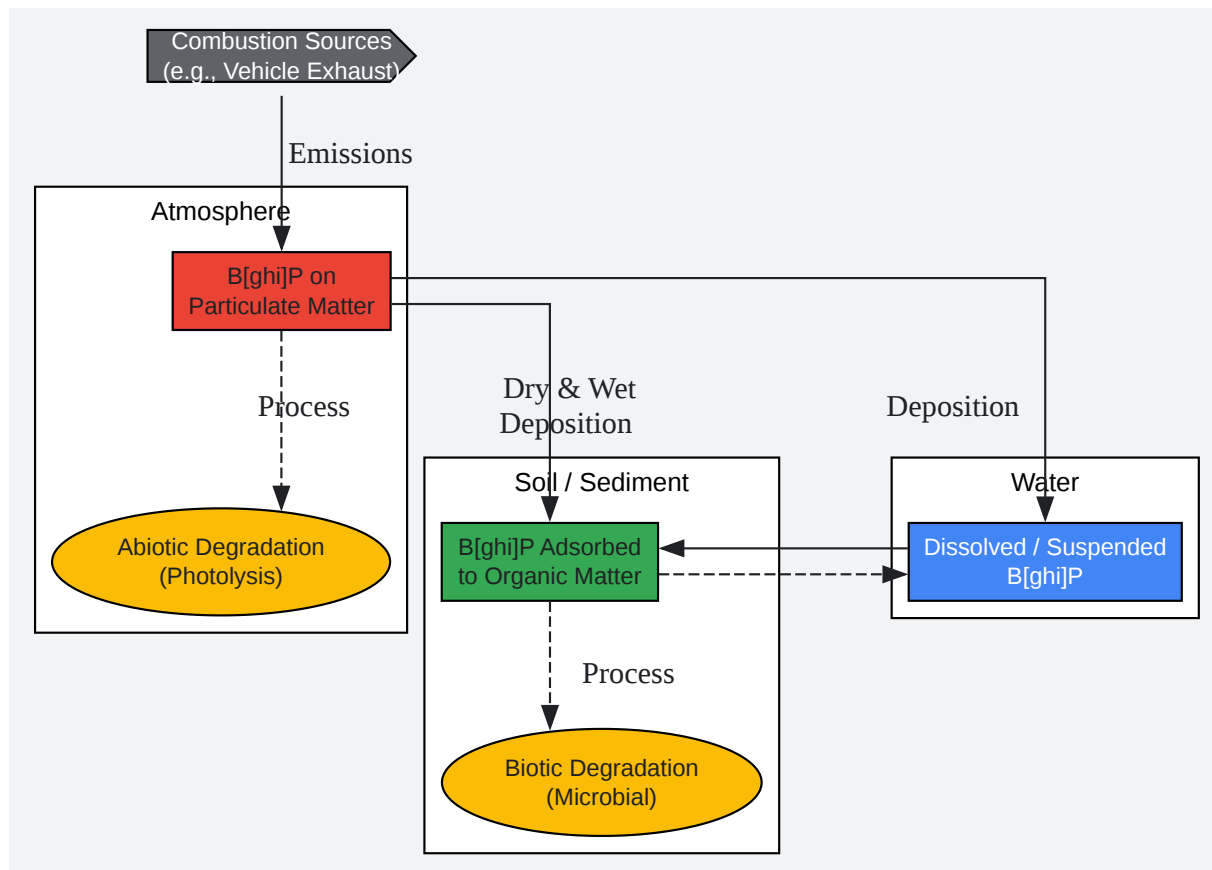 Combustion Sources
(e.g., Vehicle Exhaust)
Emissions
Atmosphere
B[ghi]P on
Particulate Matter
Process
Dry & Wet
Deposition
Deposition
Abiotic Degradation
(Photolysis)
Soil / Sediment
B[ghi]P Adsorbed
to Organic Matter
Water
Dissolved / Suspended
B[ghi]P
Process
Biotic Degradation
(Microbial)